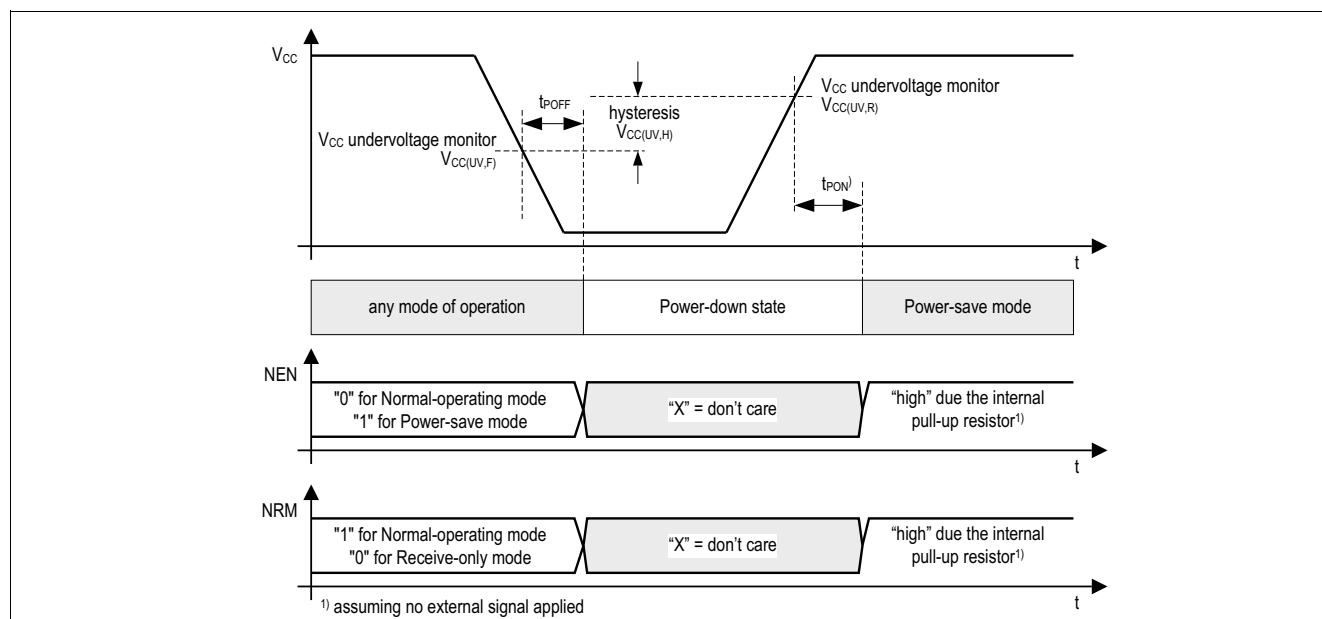 VCC
tPOFF
hysteresis
VCC(UV,H)
VCC undervoltage monitor
VCC(UV,R)
VCC undervoltage monitor
VCC(UV,F)
tPON)
t
any mode of operation
Power-down state
Power-save mode
NEN
"0" for Normal-operating mode
"1" for Power-save mode
“X” = don’t care
“high” due the internal
pull-up resistor1)
t
NRM
"1" for Normal-operating mode
"0" for Receive-only mode
“X” = don’t care
“high” due the internal
pull-up resistor1)
1) assuming no external signal applied
t